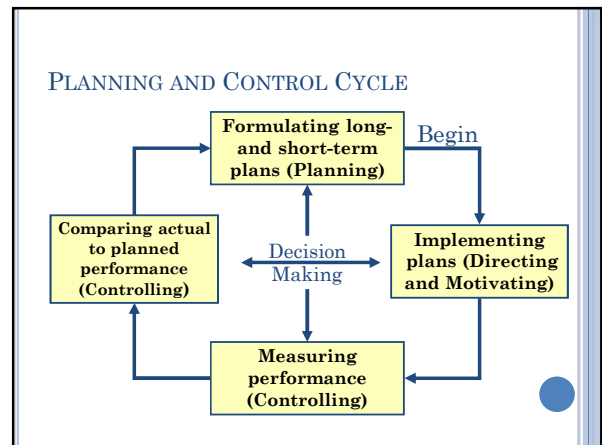 PLANNING AND CONTROL CYCLE
Formulating long-
and short-term
plans (Planning)
Begin
Comparing actual
to planned
performance
(Controlling)
Decision
Making
Implementing
plans (Directing
and Motivating)
Measuring
performance
(Controlling)